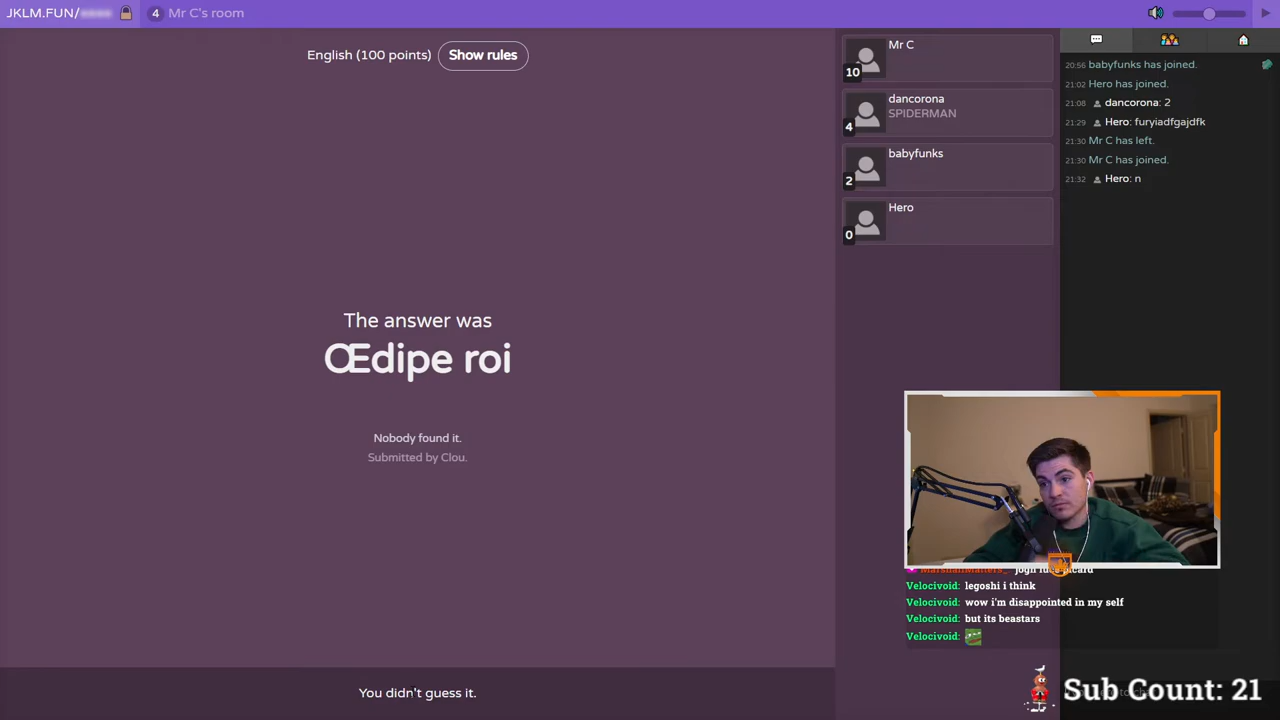 JKLM.FUN/
4 Mr C's room
English (100 points) Show rules
The answer was
Œdipe roi
Nobody found it.
Submitted by Clou.
You didn't guess it.
Mr C
10
dancorona
SPIDERMAN
4
babyfunks
2
Hero
0
20:56 babyfunks has joined.
21:02 Hero has joined.
21:08 dancorona: 2
21:29 Hero: furyiadfgajdfk
21:30 Mr C has left.
21:30 Mr C has joined.
21:32 Hero: n
Velocivoid: legoshi i think
Velocivoid: wow i'm disappointed in my self
Velocivoid: but its beastars
Velocivoid:
Sub Count: 21